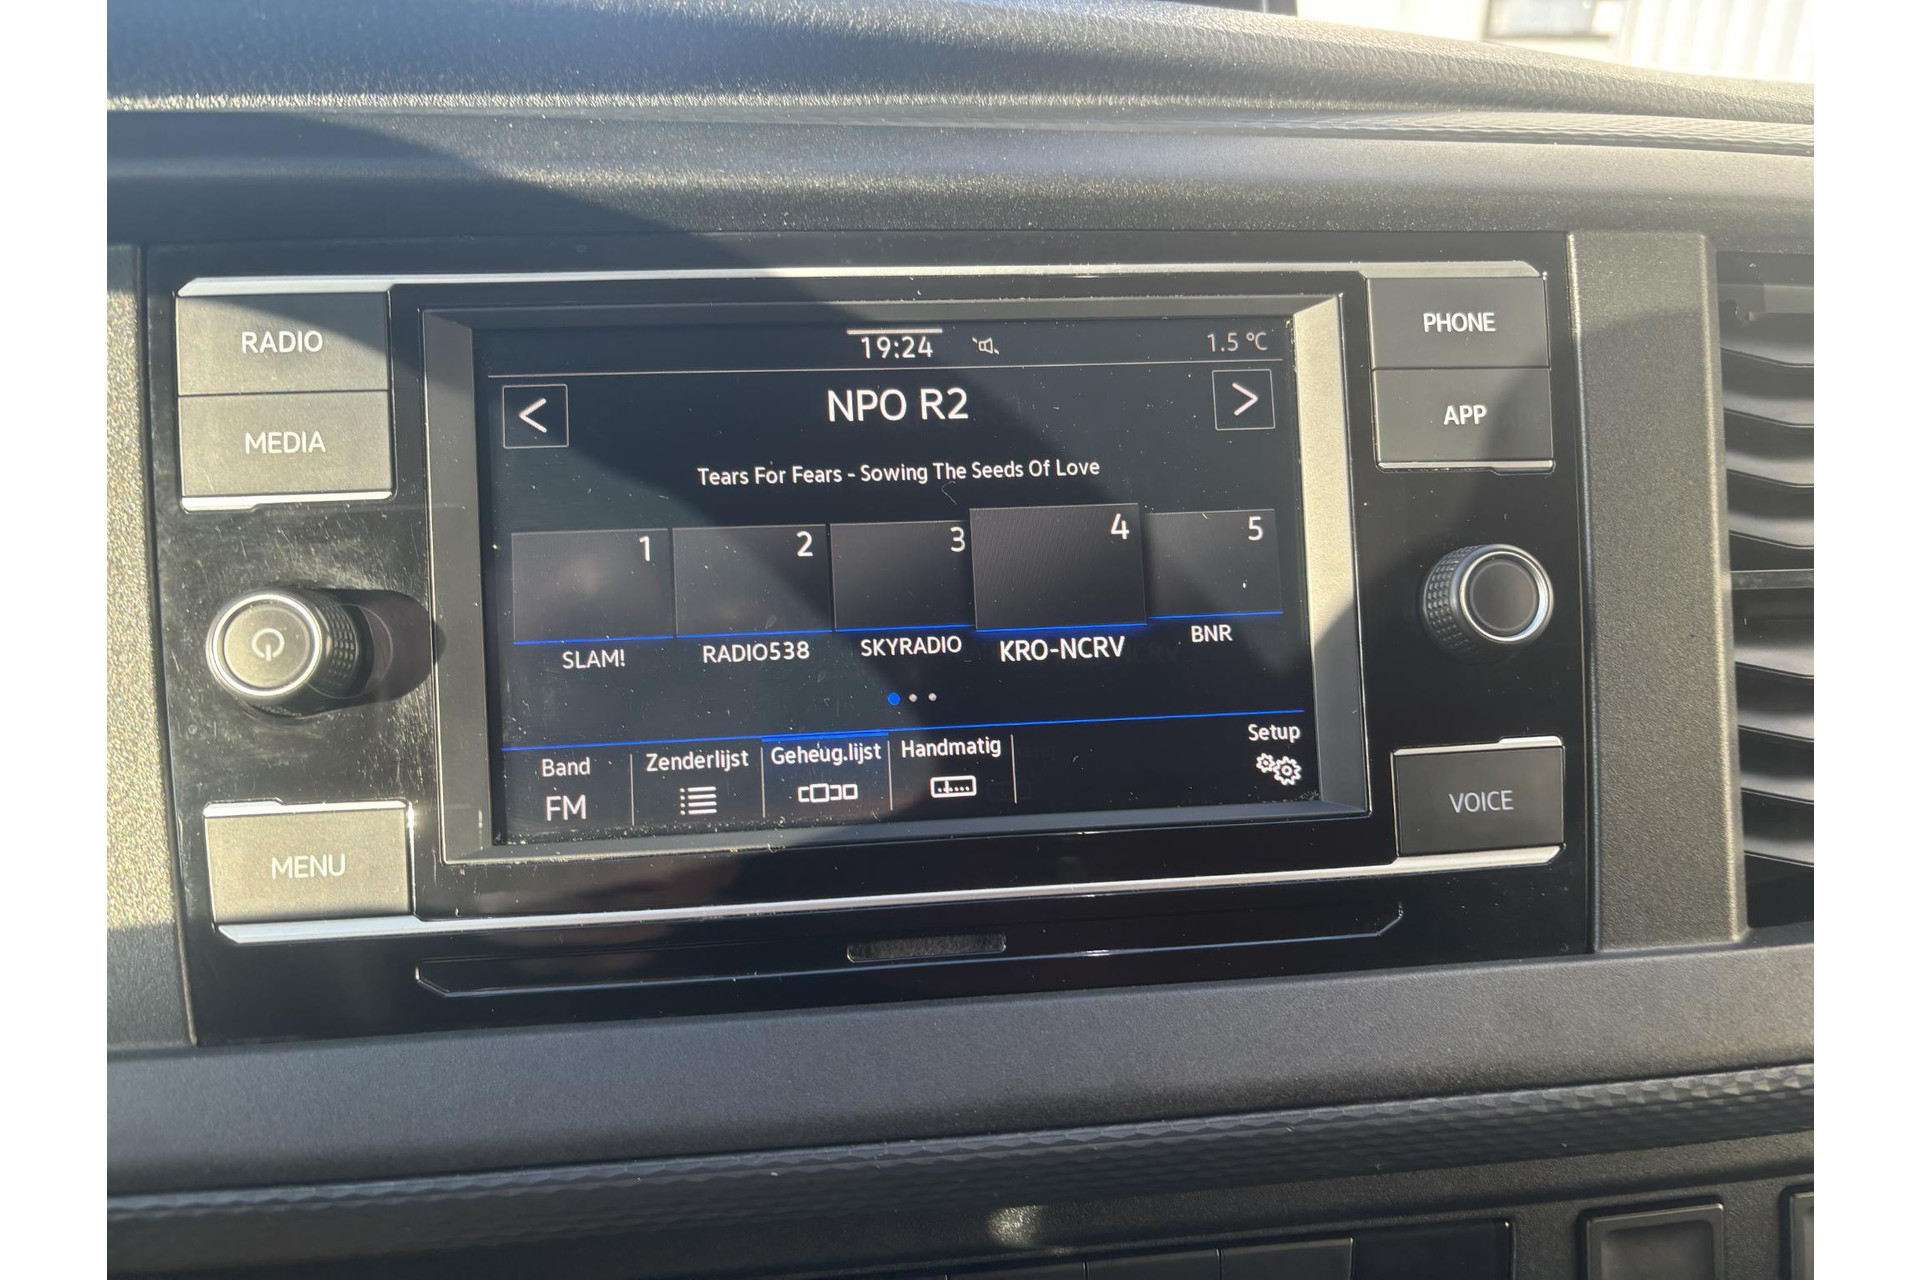 RADIO
MEDIA
MENU
PHONE
APP
VOICE
19:24
1.5 °C
<
NPO R2
>
Tears For Fears - Sowing The Seeds Of Love
1
2
3
4
5
SLAM!
RADIO538
SKYRADIO
KRO-NCRV
BNR
Band
FM
Zenderlijst
Geheug.lijst
Handmatig
Setup